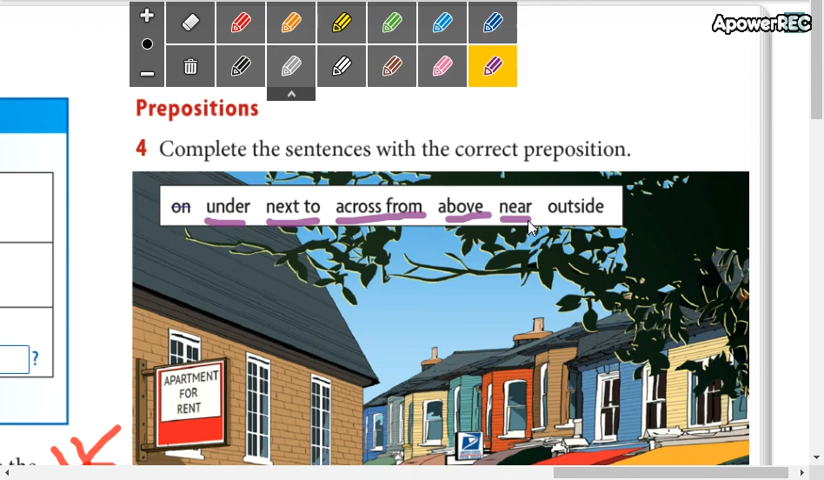 ApowerREC
Prepositions
4 Complete the sentences with the correct preposition.
on under next to across from above near outside
?
APARTMENT
FOR
RENT
the